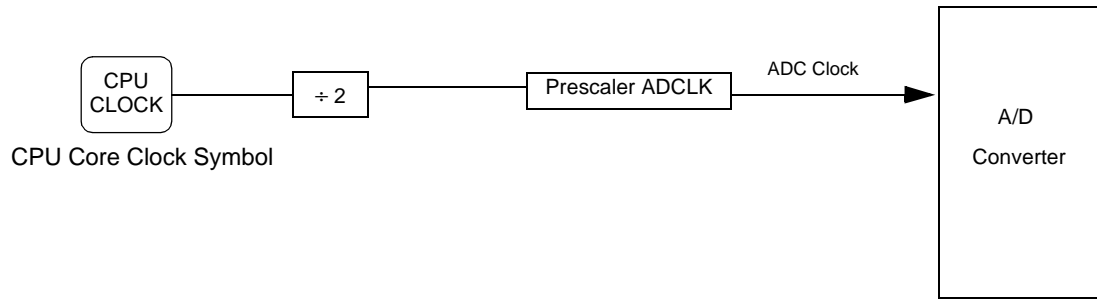 CPU
CLOCK
÷ 2
Prescaler ADCLK
ADC Clock
A/D
Converter
CPU Core Clock Symbol